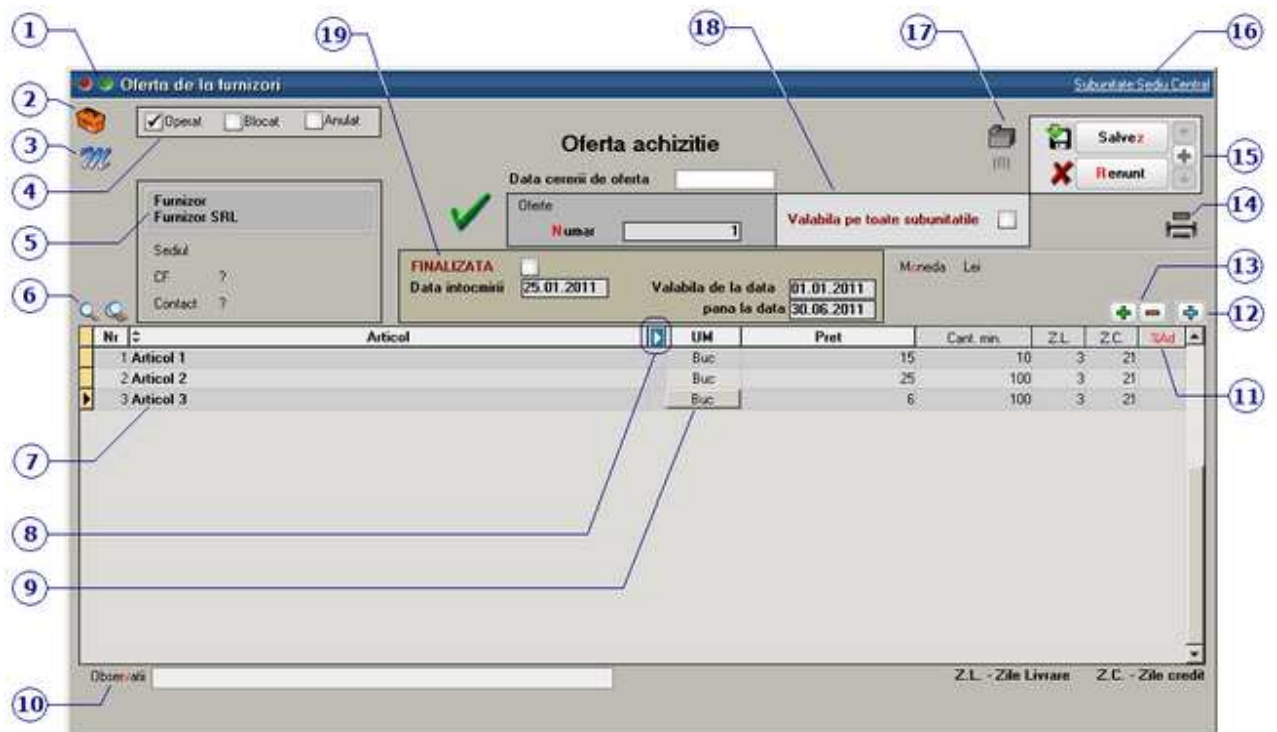 1
19
18
17
16
Oferta de la furnizori
Subunitate:Sediu Central
2
Operat Blocat Anulat
3
Oferta achizitie
Salvez
15
(0)
Renunt
4
Data cererii de oferta
14
Furnizor
Furnizor SRL
Oferte
Numar 1
Valabila pe toate subunitatile
5
Sediul
CF ?
Contact ?
FINALIZATA
Data intocmirii 25.01.2011
Valabila de la data 01.01.2011
pana la data 30.06.2011
Moneda Lei
13
6
12
Nr Articol UM Pret Cant. min. Z.L. Z.C. %Ad
1 Articol 1 Buc 15 10 3 21
2 Articol 2 Buc 25 100 3 21
3 Articol 3 Buc 6 100 3 21
11
7
8
9
Observatii
Z.L. - Zile Livrare Z.C. - Zile credit
10